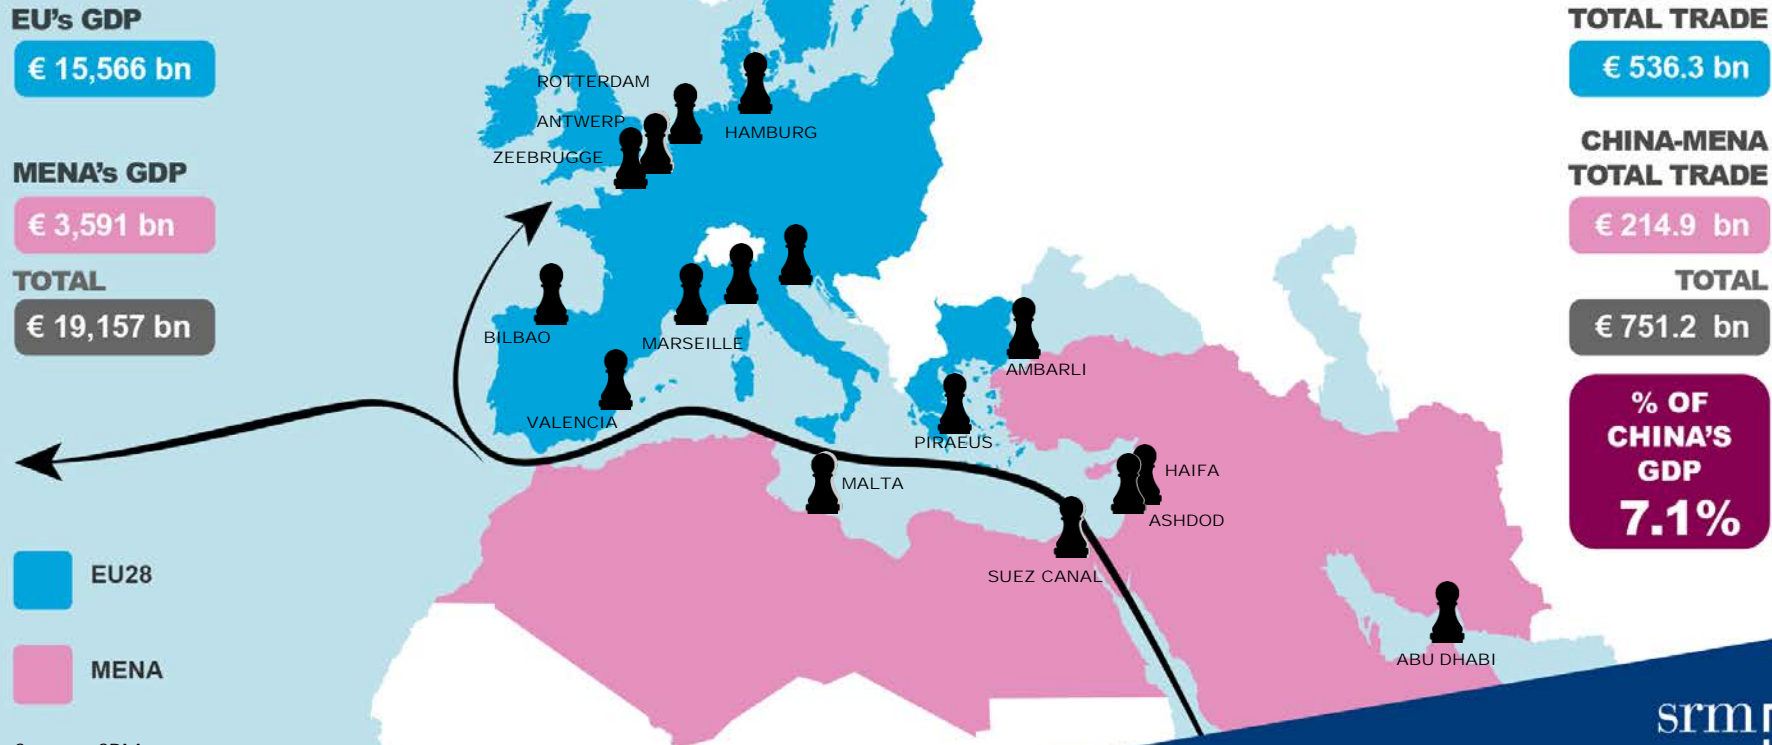 EU's GDP
€ 15,566 bn
MENA's GDP
€ 3,591 bn
TOTAL
€ 19,157 bn
EU28
MENA
ROTTERDAM
ANTWERP
ZEEBRUGGE
HAMBURG
BILBAO
MARSEILLE
VALENCIA
AMBARLI
PIRAEUS
MALTA
HAIFA
ASHDOD
SUEZ CANAL
ABU DHABI
TOTAL TRADE
€ 536.3 bn
CHINA-MENA
TOTAL TRADE
€ 214.9 bn
TOTAL
€ 751.2 bn
% OF
CHINA'S
GDP
7.1%
srm